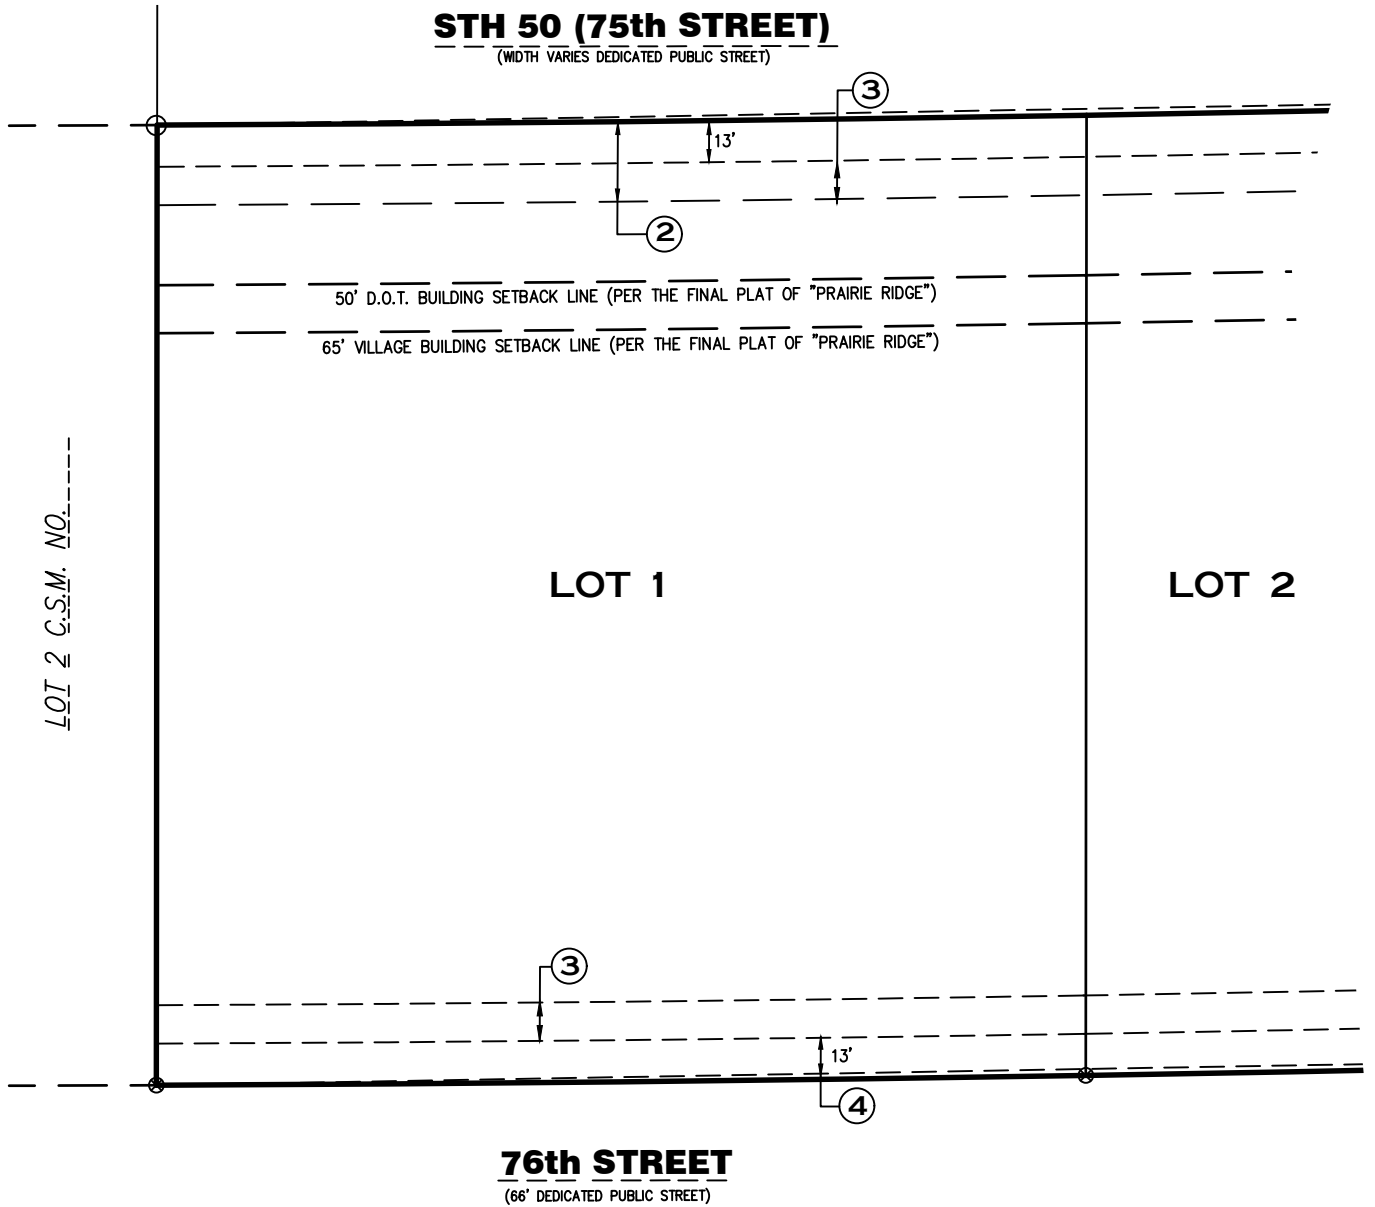 STH 50 (75th STREET)
(WIDTH VARIES DEDICATED PUBLIC STREET)
3
13'
2
50' D.O.T. BUILDING SETBACK LINE (PER THE FINAL PLAT OF "PRAIRIE RIDGE")
65' VILLAGE BUILDING SETBACK LINE (PER THE FINAL PLAT OF "PRAIRIE RIDGE")
LOT 2 C.S.M. NO.______
LOT 1
LOT 2
3
13'
4
76th STREET
(66' DEDICATED PUBLIC STREET)